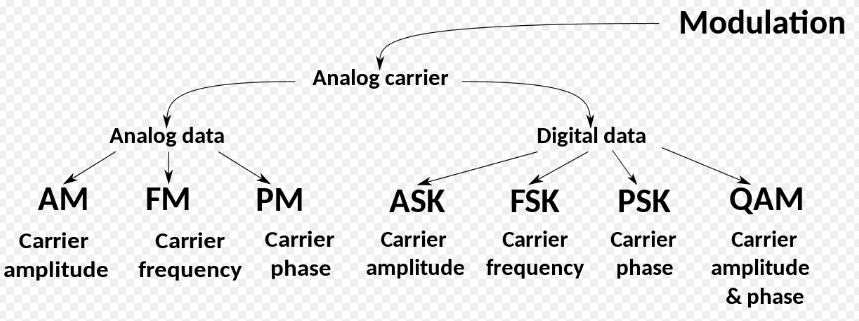 Modulation
Analog carrier
Analog data
Digital data
AM
FM
PM
ASK
FSK
PSK
QAM
Carrier
amplitude
Carrier
frequency
Carrier
phase
Carrier
amplitude
Carrier
frequency
Carrier
phase
Carrier
amplitude
& phase